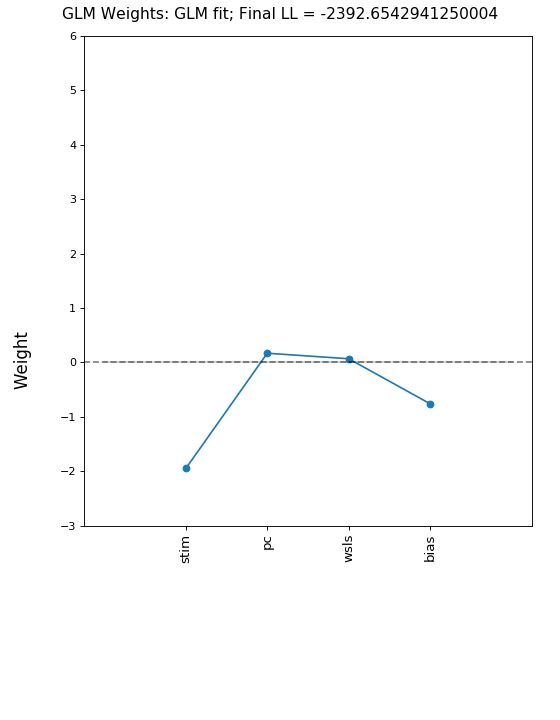 GLM Weights: GLM fit; Final LL = -2392.6542941250004
6
5
4
3
2
1
0
−1
−2
−3
Weight
stim
pc
wsls
bias